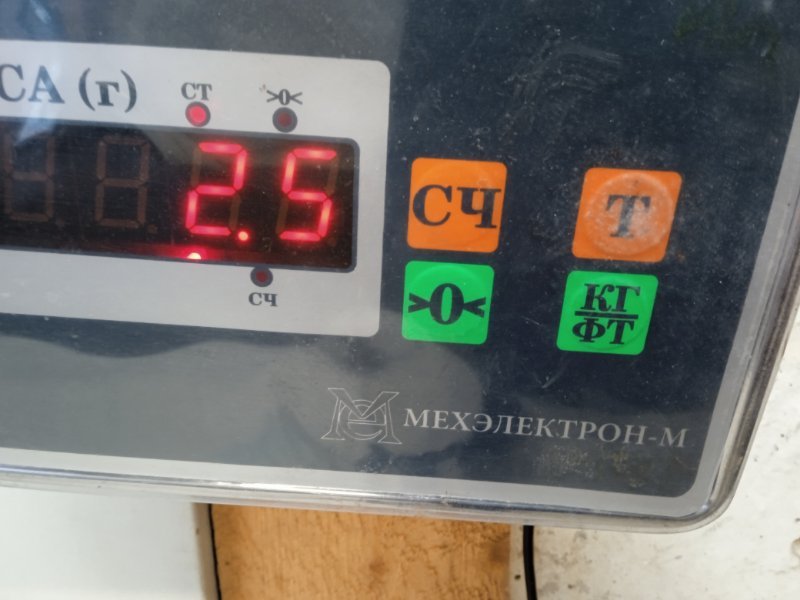 СА (г)
СТ >0<
2.5
СЧ
СЧ Т
>0< КГ
ФТ
МЕХЭЛЕКТРОН-М